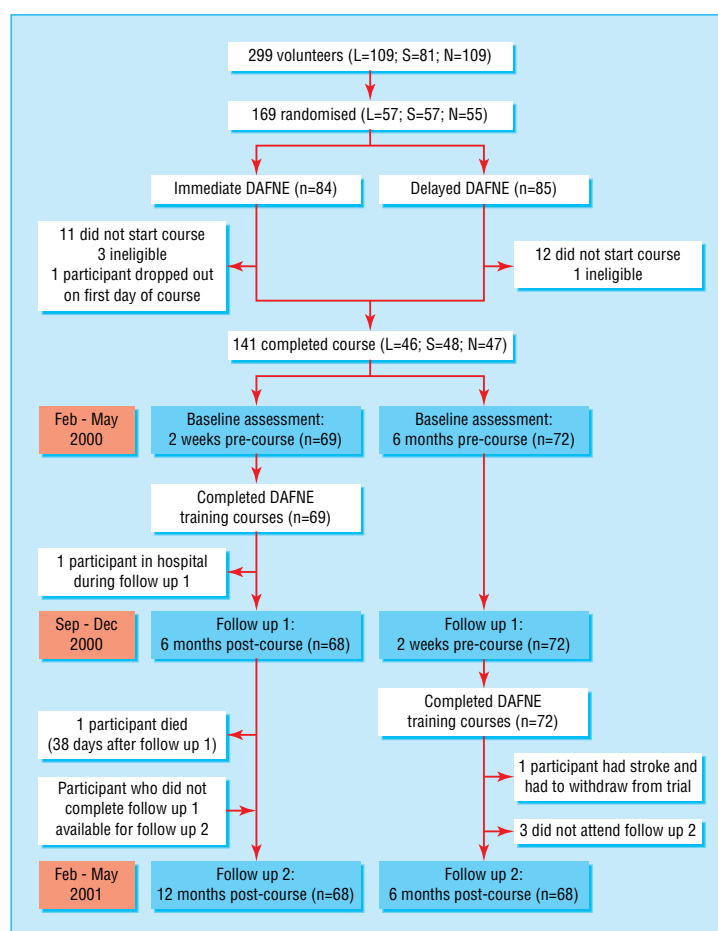 299 volunteers (L=109; S=81; N=109)
169 randomised (L=57; S=57; N=55)
Immediate DAFNE (n=84)
Delayed DAFNE (n=85)
11 did not start course
3 ineligible
1 participant dropped out
on first day of course
12 did not start course
1 ineligible
141 completed course (L=46; S=48; N=47)
Feb - May
2000
Baseline assessment:
2 weeks pre-course (n=69)
Baseline assessment:
6 months pre-course (n=72)
Completed DAFNE
training courses (n=69)
1 participant in hospital
during follow up 1
Sep - Dec
2000
Follow up 1:
6 months post-course (n=68)
Follow up 1:
2 weeks pre-course (n=72)
Completed DAFNE
training courses (n=72)
1 participant died
(38 days after follow up 1)
1 participant had stroke and
had to withdraw from trial
Participant who did not
complete follow up 1
available for follow up 2
3 did not attend follow up 2
Feb - May
2001
Follow up 2:
12 months post-course (n=68)
Follow up 2:
6 months post-course (n=68)